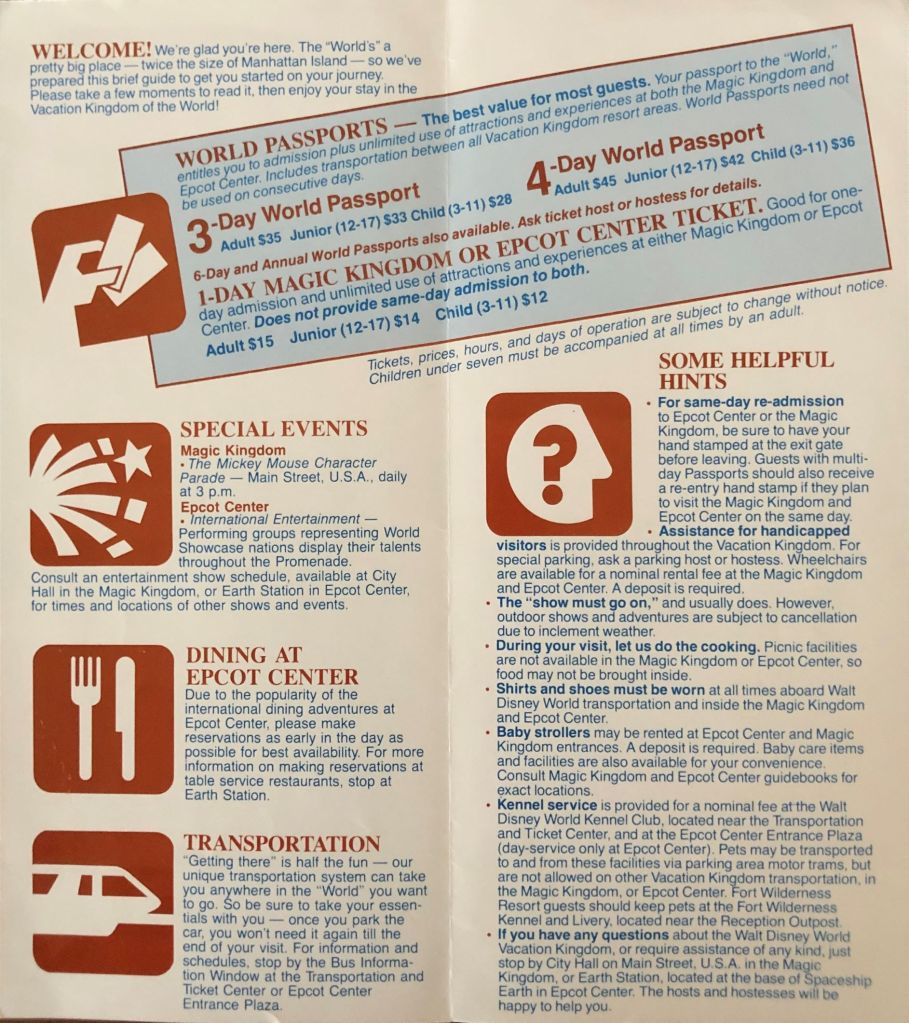 WELCOME! We're glad you're here. The "World's" a
pretty big place — twice the size of Manhattan Island — so we've
prepared this brief guide to get you started on your journey.
Please take a few moments to read it, then enjoy your stay in the
Vacation Kingdom of the World!
WORLD PASSPORTS — The best value for most guests. Your passport to the "World,"
entitles you to admission plus unlimited use of attractions and experiences at both the Magic Kingdom and
Epcot Center. Includes transportation between all Vacation Kingdom resort areas. World Passports need not
be used on consecutive days.
3-Day World Passport
Adult $35 Junior (12-17) $33 Child (3-11) $28
4-Day World Passport
Adult $45 Junior (12-17) $42 Child (3-11) $36
6-Day and Annual World Passports also available. Ask ticket host or hostess for details.
1-DAY MAGIC KINGDOM OR EPCOT CENTER TICKET. Good for one-
day admission and unlimited use of attractions and experiences at either Magic Kingdom or Epcot
Center. Does not provide same-day admission to both.
Adult $15 Junior (12-17) $14 Child (3-11) $12
Tickets, prices, hours, and days of operation are subject to change without notice.
Children under seven must be accompanied at all times by an adult.
SPECIAL EVENTS
Magic Kingdom
• The Mickey Mouse Character
Parade — Main Street, U.S.A., daily
at 3 p.m.
Epcot Center
• International Entertainment —
Performing groups representing World
Showcase nations display their talents
throughout the Promenade.
Consult an entertainment show schedule, available at City
Hall in the Magic Kingdom, or Earth Station in Epcot Center,
for times and locations of other shows and events.
DINING AT
EPCOT CENTER
Due to the popularity of the
international dining adventures at
Epcot Center, please make
reservations as early in the day as
possible for best availability. For more
information on making reservations at
table service restaurants, stop at
Earth Station.
TRANSPORTATION
"Getting there" is half the fun — our
unique transportation system can take
you anywhere in the "World" you want
to go. So be sure to take your essen-
tials with you — once you park the
car, you won't need it again till the
end of your visit. For information and
schedules, stop by the Bus Informa-
tion Window at the Transportation and
Ticket Center or Epcot Center
Entrance Plaza.
SOME HELPFUL
HINTS
• For same-day re-admission
to Epcot Center or the Magic
Kingdom, be sure to have your
hand stamped at the exit gate
before leaving. Guests with multi-
day Passports should also receive
a re-entry hand stamp if they plan
to visit the Magic Kingdom and
Epcot Center on the same day.
• Assistance for handicapped
visitors is provided throughout the Vacation Kingdom. For
special parking, ask a parking host or hostess. Wheelchairs
are available for a nominal rental fee at the Magic Kingdom
and Epcot Center. A deposit is required.
• The "show must go on," and usually does. However,
outdoor shows and adventures are subject to cancellation
due to inclement weather.
• During your visit, let us do the cooking. Picnic facilities
are not available in the Magic Kingdom or Epcot Center, so
food may not be brought inside.
• Shirts and shoes must be worn at all times aboard Walt
Disney World transportation and inside the Magic Kingdom
and Epcot Center.
• Baby strollers may be rented at Epcot Center and Magic
Kingdom entrances. A deposit is required. Baby care items
and facilities are also available for your convenience.
Consult Magic Kingdom and Epcot Center guidebooks for
exact locations.
• Kennel service is provided for a nominal fee at the Walt
Disney World Kennel Club, located near the Transportation
and Ticket Center, and at the Epcot Center Entrance Plaza
(day-service only at Epcot Center). Pets may be transported
to and from these facilities via parking area motor trams, but
are not allowed on other Vacation Kingdom transportation, in
the Magic Kingdom, or Epcot Center. Fort Wilderness
Resort guests should keep pets at the Fort Wilderness
Kennel and Livery, located near the Reception Outpost.
• If you have any questions about the Walt Disney World
Vacation Kingdom, or require assistance of any kind, just
stop by City Hall on Main Street, U.S.A. in the Magic
Kingdom, or Earth Station, located at the base of Spaceship
Earth in Epcot Center. The hosts and hostesses will be
happy to help you.